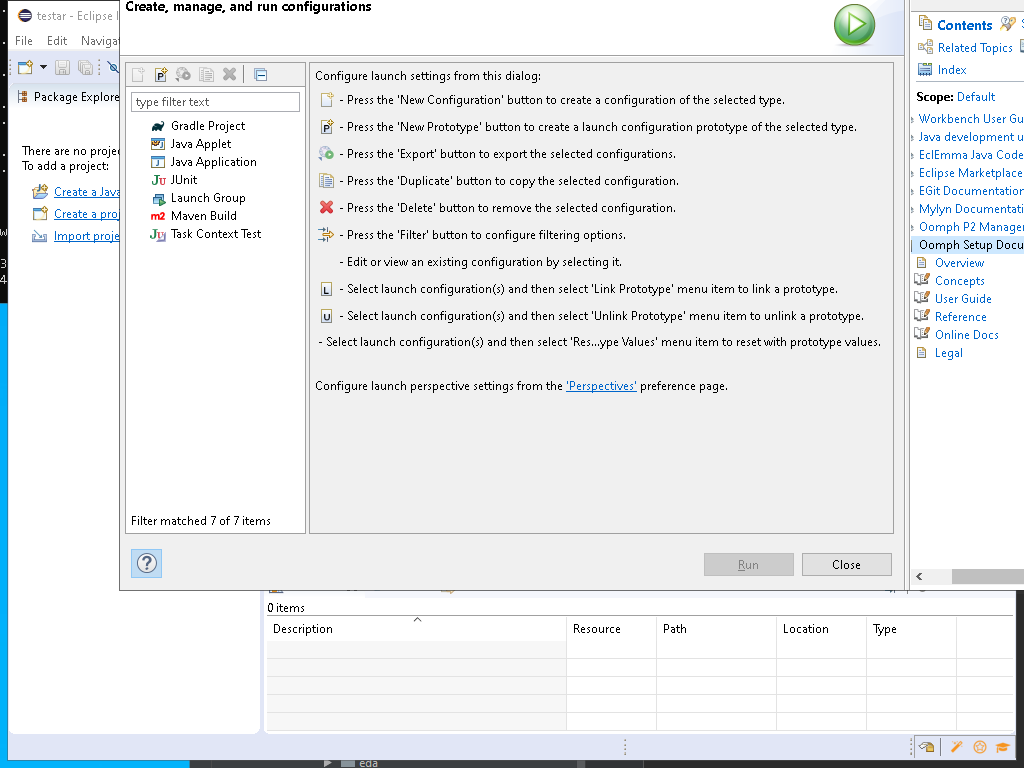 testar - Eclipse I
File Edit Navigat
Package Explore
There are no projec
To add a project:
Create a Java
Create a proj
Import proje
Create, manage, and run configurations
type filter text
Gradle Project
Java Applet
Java Application
JUnit
Launch Group
Maven Build
Task Context Test
Filter matched 7 of 7 items
Configure launch settings from this dialog:
- Press the 'New Configuration' button to create a configuration of the selected type.
- Press the 'New Prototype' button to create a launch configuration prototype of the selected type.
- Press the 'Export' button to export the selected configurations.
- Press the 'Duplicate' button to copy the selected configuration.
- Press the 'Delete' button to remove the selected configuration.
- Press the 'Filter' button to configure filtering options.
- Edit or view an existing configuration by selecting it.
- Select launch configuration(s) and then select 'Link Prototype' menu item to link a prototype.
- Select launch configuration(s) and then select 'Unlink Prototype' menu item to unlink a prototype.
- Select launch configuration(s) and then select 'Res...ype Values' menu item to reset with prototype values.
Configure launch perspective settings from the 'Perspectives' preference page.
Run Close
Contents
Related Topics
Index
Scope: Default
Workbench User Gu
Java development u
EclEmma Java Code
Eclipse Marketplace
EGit Documentation
Mylyn Documentati
Oomph P2 Manager
Oomph Setup Docu
Overview
Concepts
User Guide
Reference
Online Docs
Legal
0 items
Description Resource Path Location Type
eda